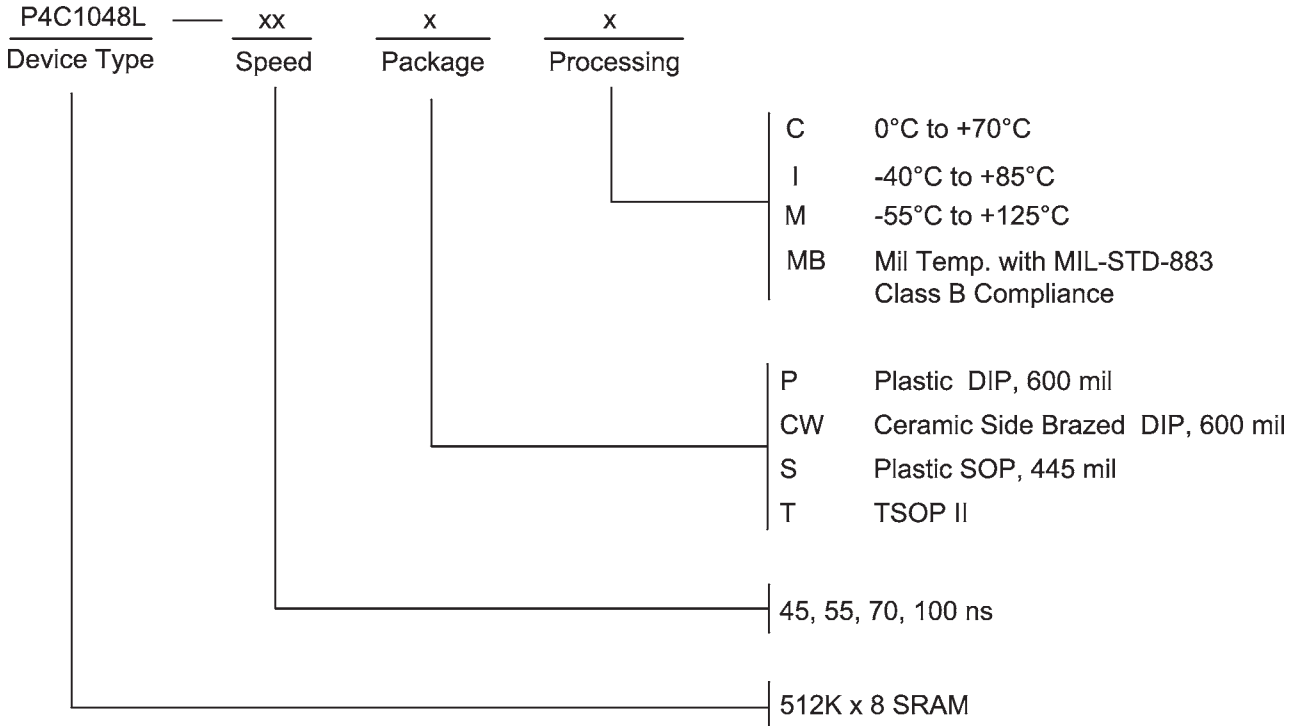 P4C1048L — xx x x
Device Type Speed Package Processing
C 0°C to +70°C
I -40°C to +85°C
M -55°C to +125°C
MB Mil Temp. with MIL-STD-883
Class B Compliance
P Plastic DIP, 600 mil
CW Ceramic Side Brazed DIP, 600 mil
S Plastic SOP, 445 mil
T TSOP II
45, 55, 70, 100 ns
512K x 8 SRAM